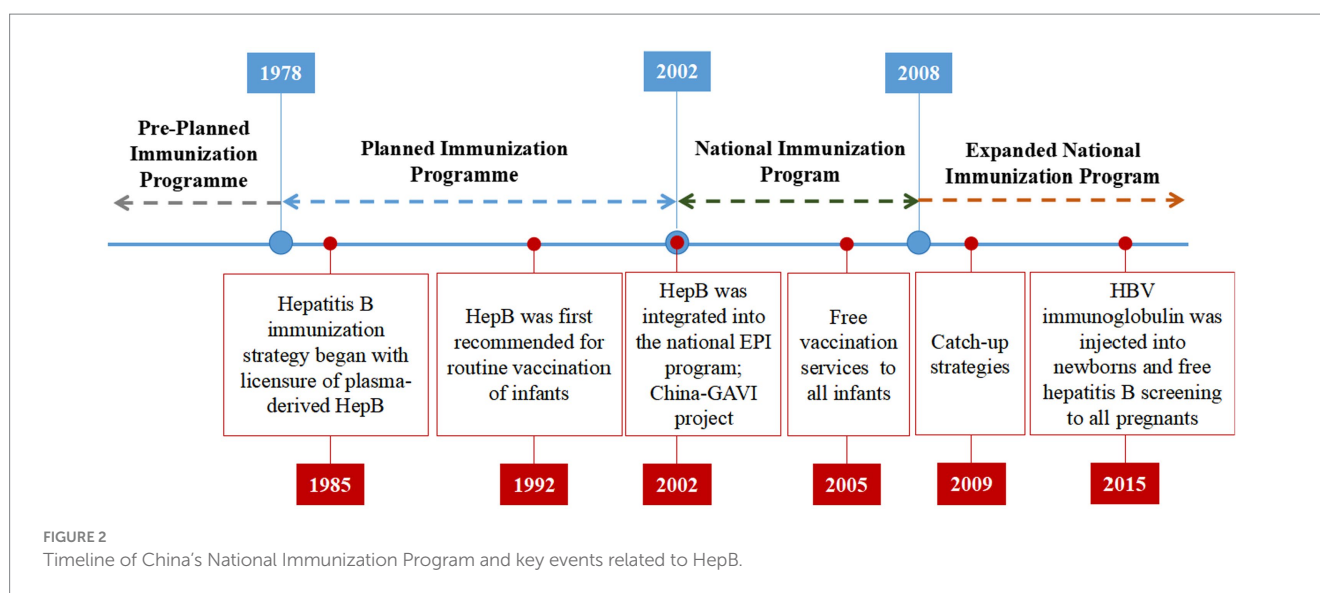 1978
2002
2008
Pre-Planned
Immunization
Programme
Planned Immunization
Programme
National Immunization
Program
Expanded National
Immunization Program
Hepatitis B
immunization
strategy began with
licensure of plasma-
derived HepB
HepB was first
recommended for
routine vaccination
of infants
HepB was
integrated into
the national EPI
program;
China-GAVI
project
Free
vaccination
services to
all infants
Catch-up
strategies
HBV
immunoglobulin was
injected into
newborns and free
hepatitis B screening
to all pregnants
1985
1992
2002
2005
2009
2015
FIGURE 2
Timeline of China's National Immunization Program and key events related to HepB.